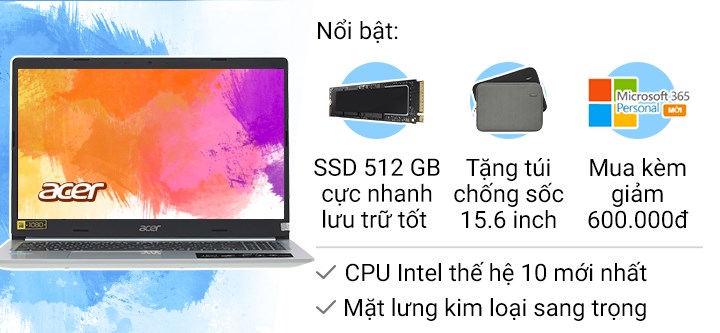 Nổi bật:
Microsoft 365
Personal MỚI
SSD 512 GB
cực nhanh
lưu trữ tốt
Tặng túi
chống sốc
15.6 inch
Mua kèm
giảm
600.000đ
acer
1080
acer
CPU Intel thế hệ 10 mới nhất
Mặt lưng kim loại sang trọng